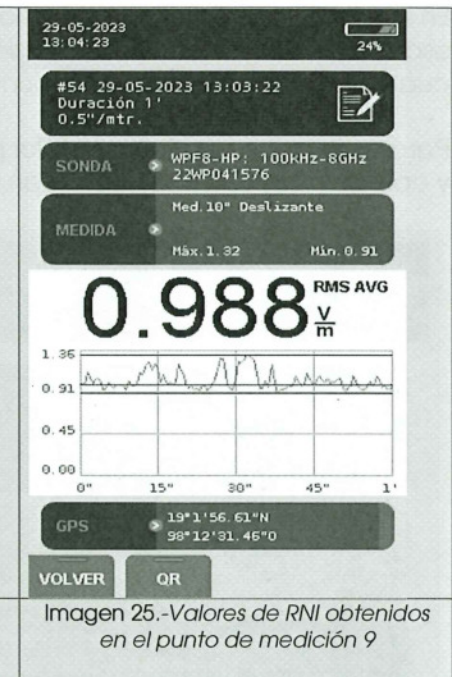 29-05-2023
13:04:23
24%
#54 29-05-2023 13:03:22
Duración 1'
0.5"/mtr.
SONDA
WPF8-HP: 100kHz-8GHz
22WP041576
MEDIDA
Med.10" Deslizante
Máx.1.32 Mín.0.91
0.988 RMS AVG V/m
1.36
0.91
0.45
0.00
0" 15" 30" 45" 1'
GPS
19°1'56.61"N
98°12'31.46"O
VOLVER QR
Imagen 25.-Valores de RNI obtenidos
en el punto de medición 9